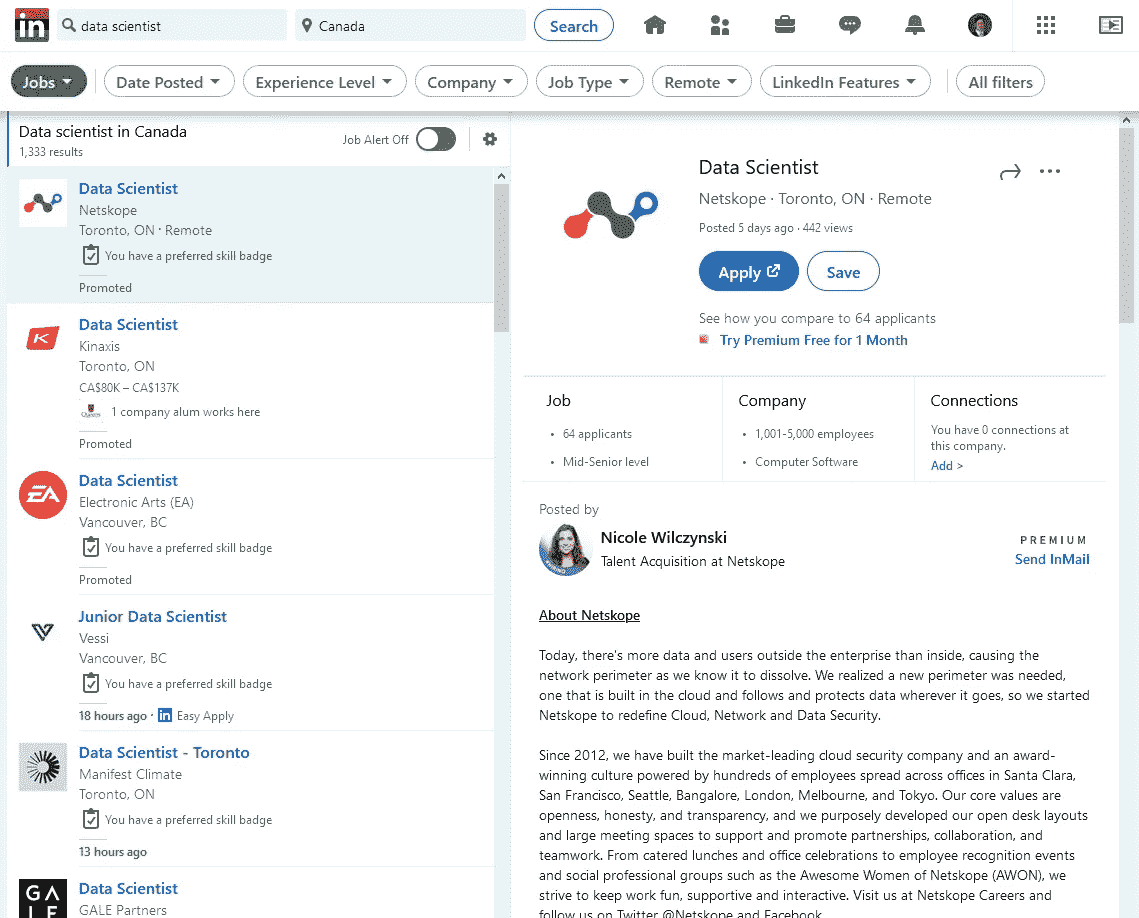 in
data scientist
Canada
Search
Jobs
Date Posted
Experience Level
Company
Job Type
Remote
LinkedIn Features
All filters
Data scientist in Canada
1,333 results
Job Alert Off
Data Scientist
Netskope
Toronto, ON · Remote
You have a preferred skill badge
Promoted
K
Data Scientist
Kinaxis
Toronto, ON
CA$80K – CA$137K
Queen's
1 company alum works here
Promoted
EA
Data Scientist
Electronic Arts (EA)
Vancouver, BC
You have a preferred skill badge
Promoted
Junior Data Scientist
Vessi
Vancouver, BC
You have a preferred skill badge
18 hours ago · in Easy Apply
Data Scientist - Toronto
Manifest Climate
Toronto, ON
You have a preferred skill badge
13 hours ago
GA
LE
Data Scientist
GALE Partners
Data Scientist
Netskope · Toronto, ON · Remote
Posted 5 days ago · 442 views
Apply
Save
See how you compare to 64 applicants
Try Premium Free for 1 Month
Job
• 64 applicants
• Mid-Senior level
Company
• 1,001-5,000 employees
• Computer Software
Connections
You have 0 connections at
this company.
Add >
Posted by
Nicole Wilczynski
Talent Acquisition at Netskope
PREMIUM
Send InMail
About Netskope
Today, there's more data and users outside the enterprise than inside, causing the
network perimeter as we know it to dissolve. We realized a new perimeter was needed,
one that is built in the cloud and follows and protects data wherever it goes, so we started
Netskope to redefine Cloud, Network and Data Security.
Since 2012, we have built the market-leading cloud security company and an award-
winning culture powered by hundreds of employees spread across offices in Santa Clara,
San Francisco, Seattle, Bangalore, London, Melbourne, and Tokyo. Our core values are
openness, honesty, and transparency, and we purposely developed our open desk layouts
and large meeting spaces to support and promote partnerships, collaboration, and
teamwork. From catered lunches and office celebrations to employee recognition events
and social professional groups such as the Awesome Women of Netskope (AWON), we
strive to keep work fun, supportive and interactive. Visit us at Netskope Careers and
follow us on Twitter @Netskope and Facebook